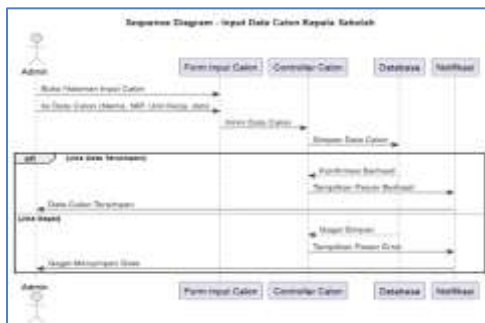 Sequence Diagram - Input Data Calon Kepala Sekolah
Admin
Form Input Calon
Controller Calon
Database
Notifikasi
Buka Halaman Input Calon
Isi Data Calon (Nama, NIP, Unit Kerja, dst)
Kirim Data Calon
Simpan Data Calon
alt
[Jika Data Tersimpan]
Konfirmasi Berhasil
Tampilkan Pesan Berhasil
Data Calon Tersimpan
[Jika Gagal]
Gagal Simpan
Tampilkan Pesan Error
Gagal Menyimpan Data
Admin
Form Input Calon
Controller Calon
Database
Notifikasi